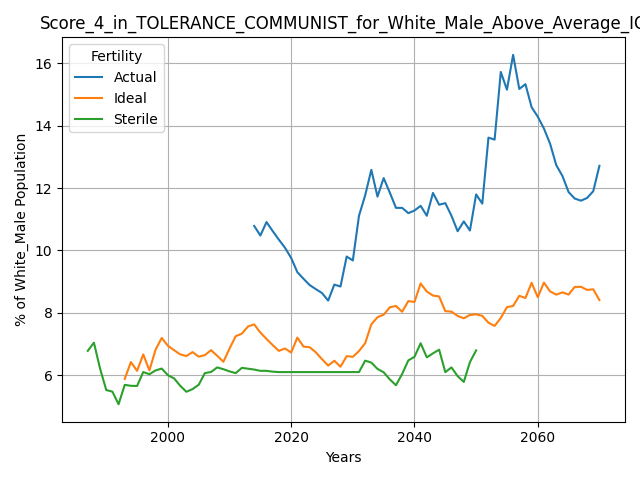 Score_4_in_TOLERANCE_COMMUNIST_for_White_Male_Above_Average_IQ
Fertility
Actual
Ideal
Sterile
% of White_Male Population
16
14
12
10
8
6
2000
2020
2040
2060
Years